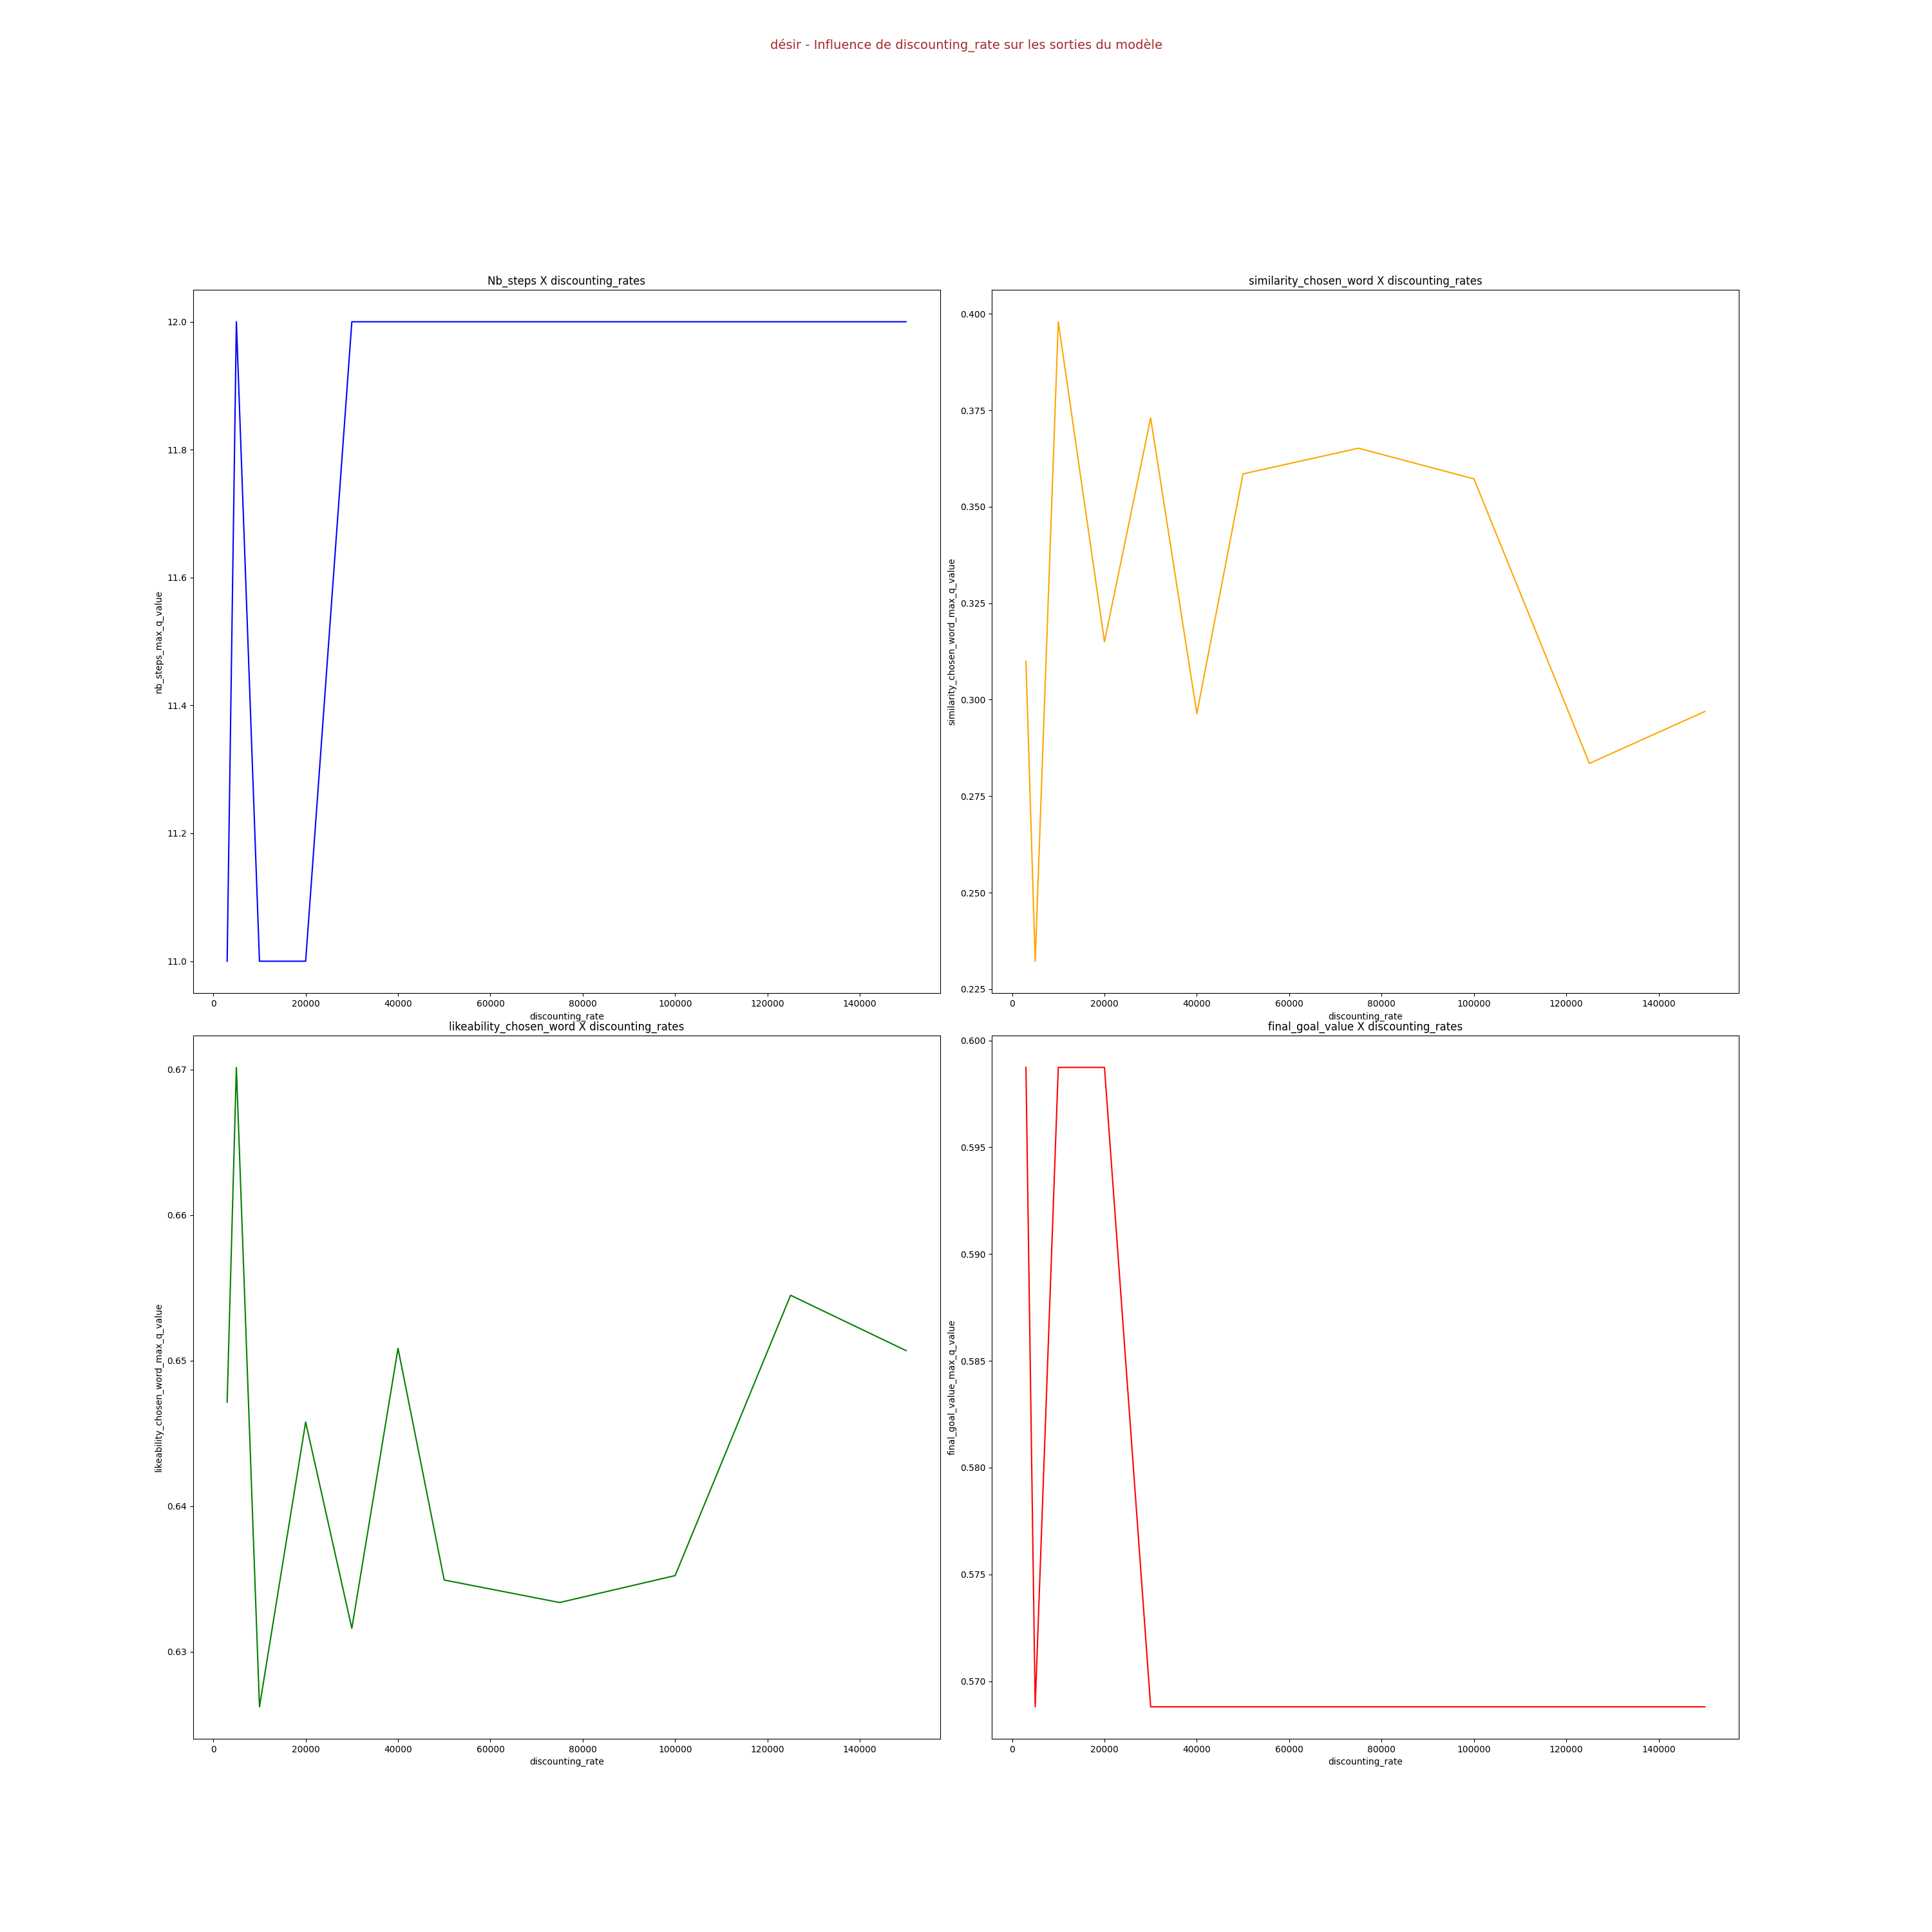 désir - Influence de discounting_rate sur les sorties du modèle
Nb_steps X discounting_rates
12.0
11.8
11.6
11.4
11.2
11.0
nb_steps_max_q_value
0 20000 40000 60000 80000 100000 120000 140000
discounting_rate
similarity_chosen_word X discounting_rates
0.400
0.375
0.350
0.325
0.300
0.275
0.250
0.225
similarity_chosen_word_max_q_value
0 20000 40000 60000 80000 100000 120000 140000
discounting_rate
likeability_chosen_word X discounting_rates
0.67
0.66
0.65
0.64
0.63
likeability_chosen_word_max_q_value
0 20000 40000 60000 80000 100000 120000 140000
discounting_rate
final_goal_value X discounting_rates
0.600
0.595
0.590
0.585
0.580
0.575
0.570
final_goal_value_max_q_value
0 20000 40000 60000 80000 100000 120000 140000
discounting_rate